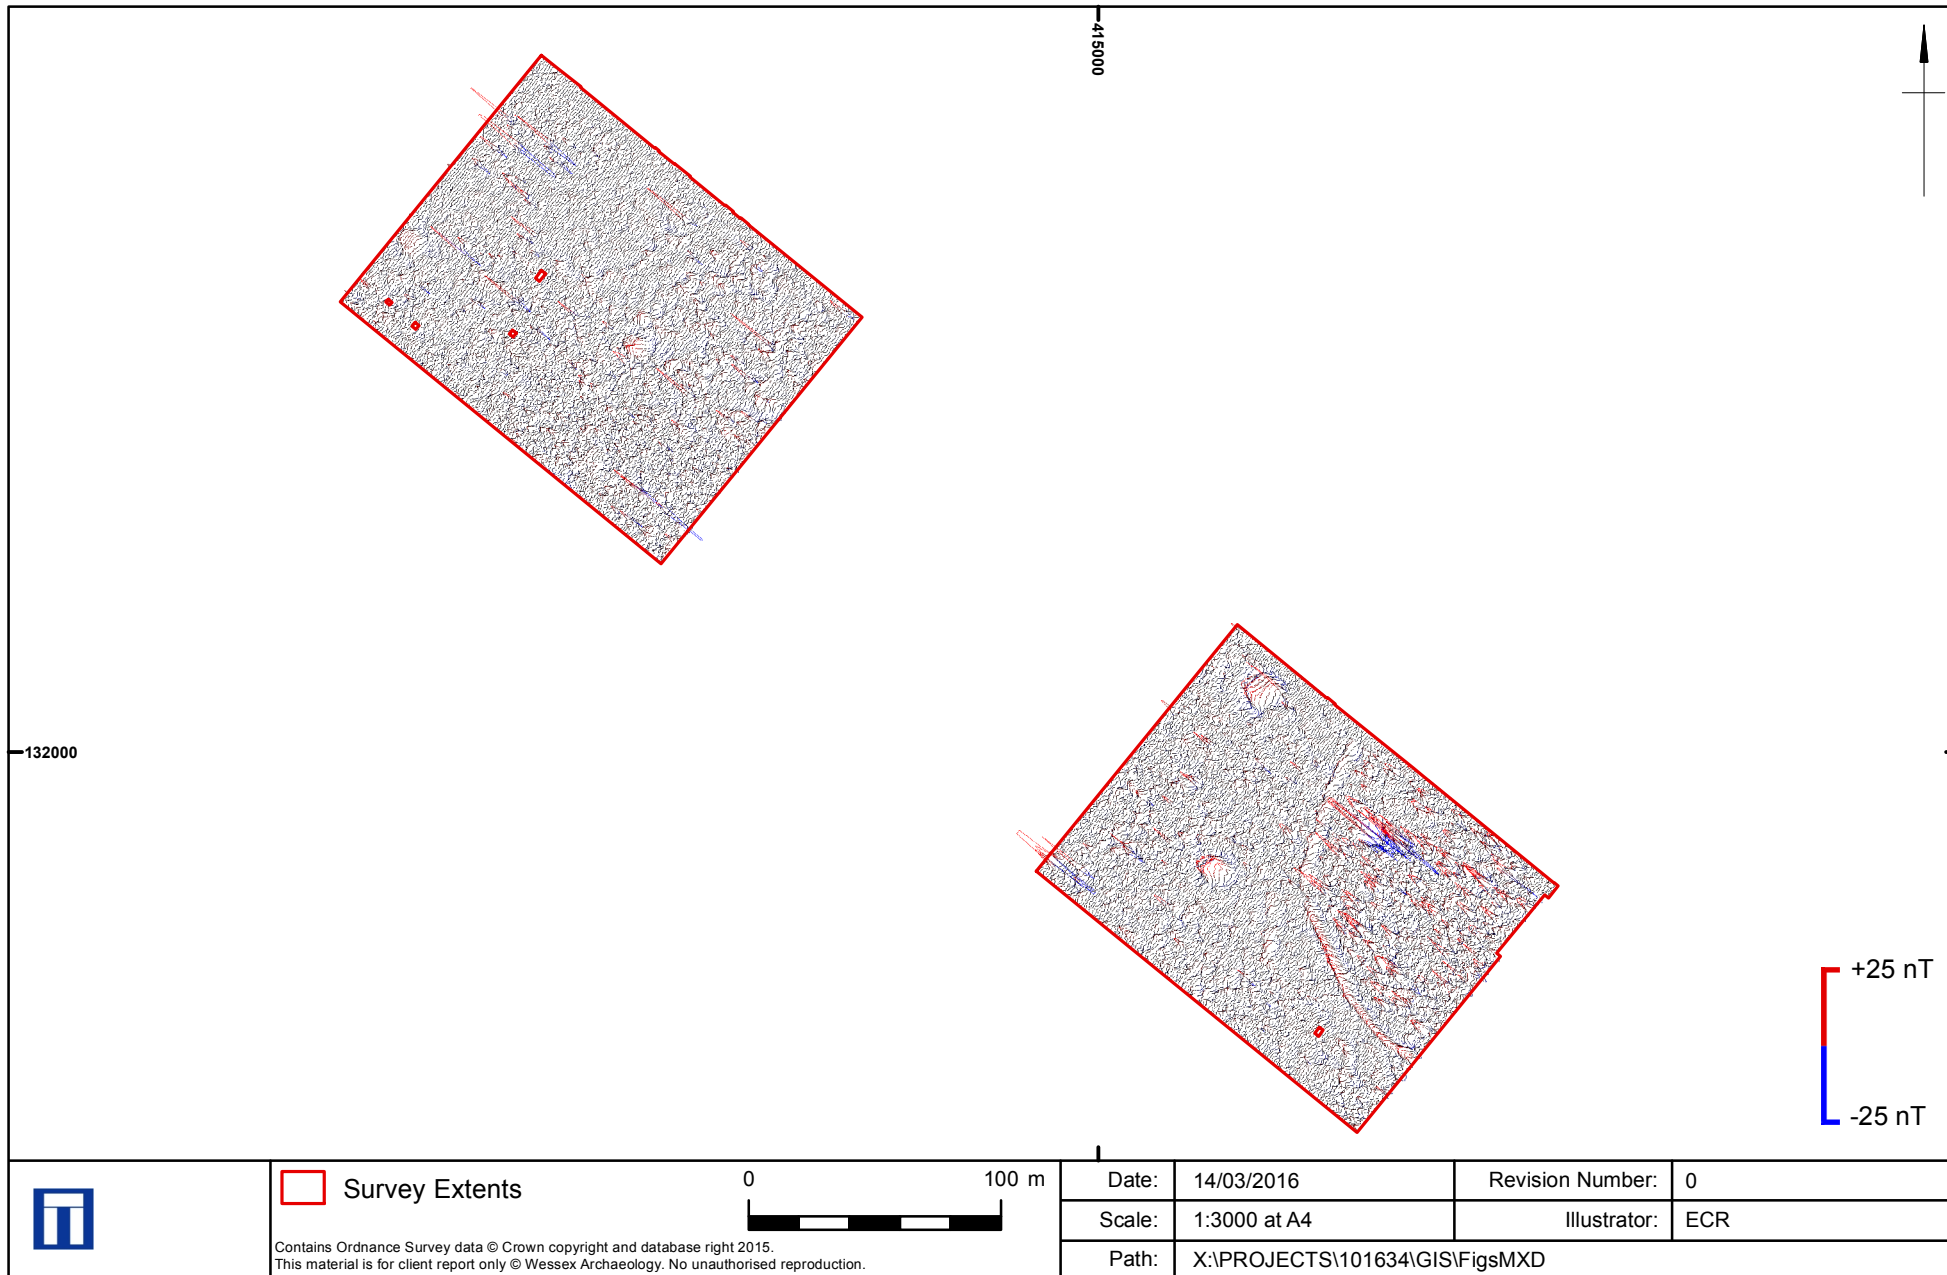 415000
132000
+25 nT
-25 nT
Survey Extents
0 100 m
Contains Ordnance Survey data © Crown copyright and database right 2015.
This material is for client report only © Wessex Archaeology. No unauthorised reproduction.
Date: 14/03/2016 Revision Number: 0
Scale: 1:3000 at A4 Illustrator: ECR
Path: X:\PROJECTS\101634\GIS\FigsMXD